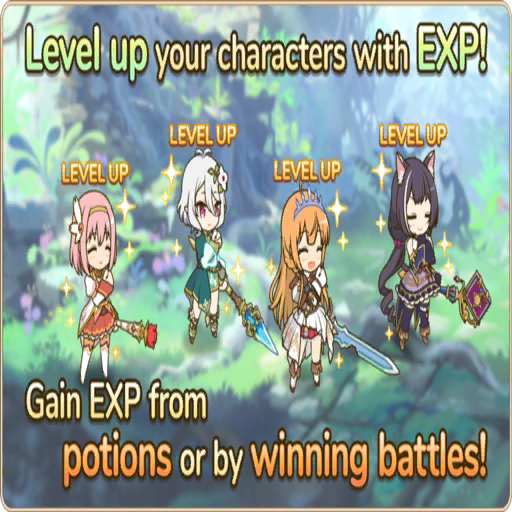 Level up your characters with EXP!
LEVEL UP
LEVEL UP
LEVEL UP
LEVEL UP
Gain EXP from
potions or by winning battles!